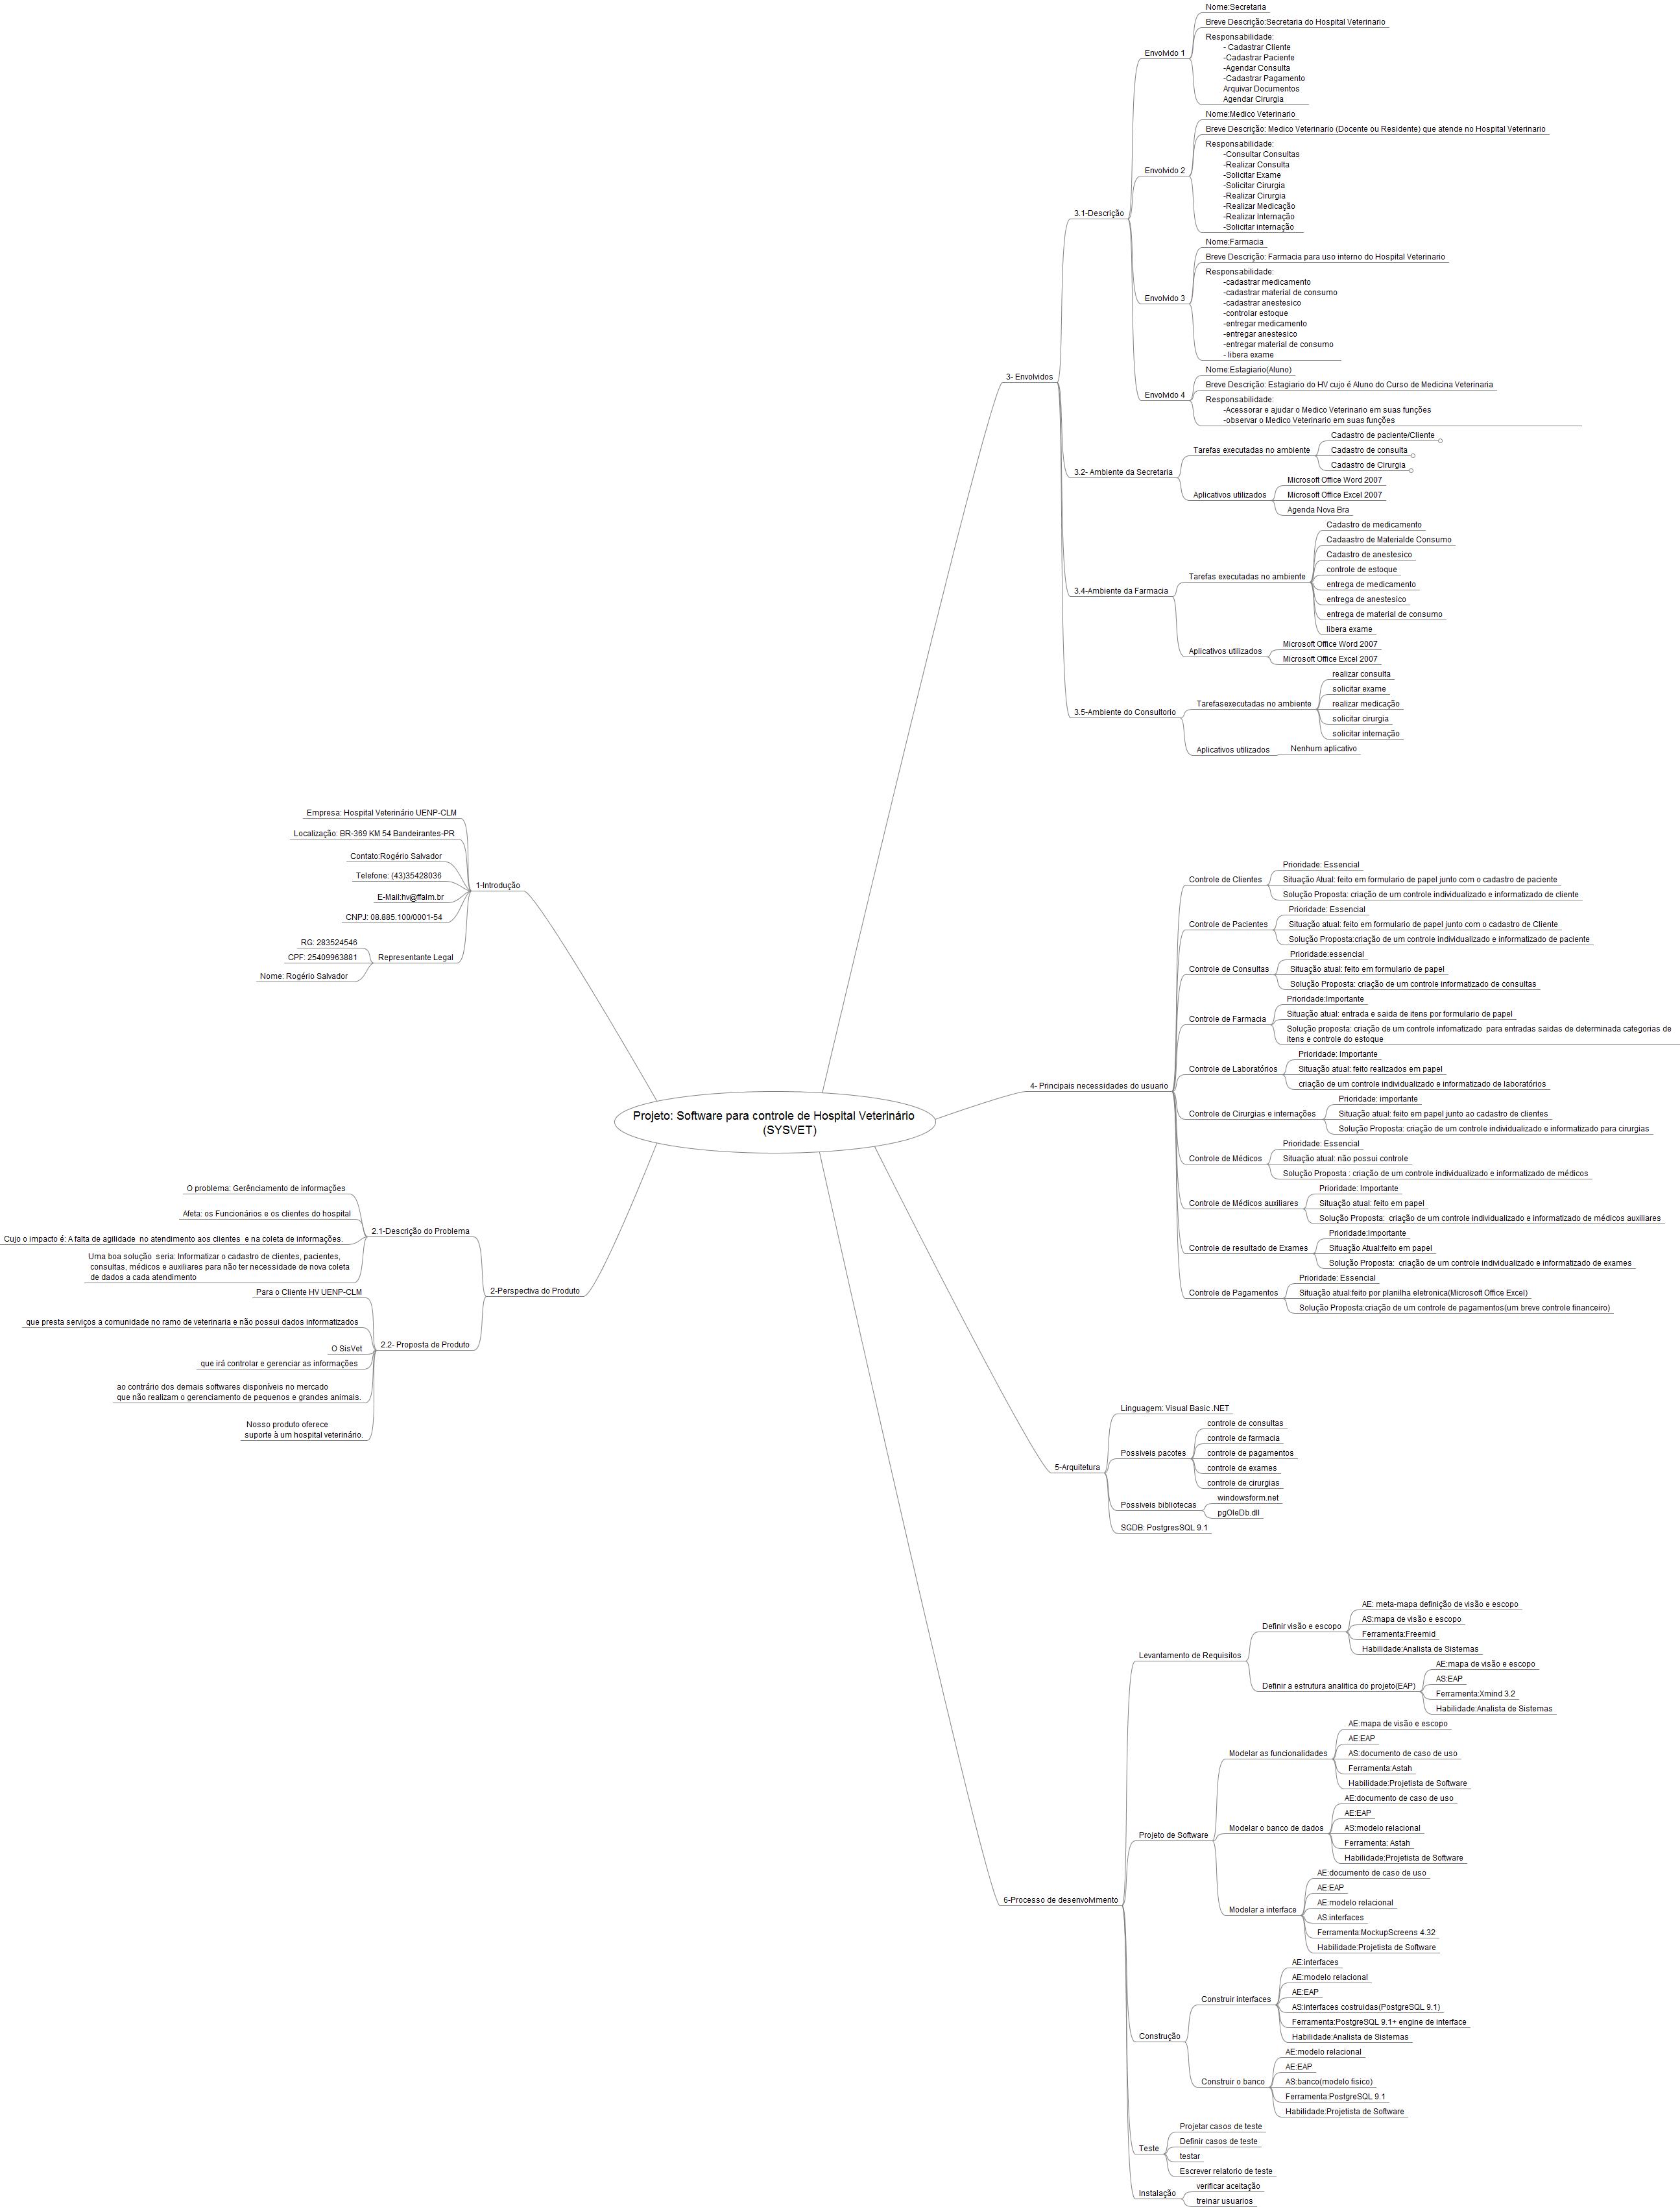 Projeto: Software para controle de Hospital Veterinário
(SYSVET)
1-Introdução
Empresa: Hospital Veterinário UENP-CLM
Localização: BR-369 KM 54 Bandeirantes-PR
Contato:Rogério Salvador
Telefone: (43)35428036
E-Mail:hv@ffalm.br
CNPJ: 08.885.100/0001-54
Representante Legal
RG: 283524546
CPF: 25409963881
Nome: Rogério Salvador
2-Perspectiva do Produto
2.1-Descrição do Problema
O problema: Gerênciamento de informações
Afeta: os Funcionários e os clientes do hospital
Cujo o impacto é: A falta de agilidade no atendimento aos clientes e na coleta de informações.
Uma boa solução seria: Informatizar o cadastro de clientes, pacientes,
consultas, médicos e auxiliares para não ter necessidade de nova coleta
de dados a cada atendimento
2.2- Proposta de Produto
Para o Cliente HV UENP-CLM
que presta serviços a comunidade no ramo de veterinaria e não possui dados informatizados
O SisVet
que irá controlar e gerenciar as informações
ao contrário dos demais softwares disponíveis no mercado
que não realizam o gerenciamento de pequenos e grandes animais.
Nosso produto oferece
suporte à um hospital veterinário.
3- Envolvidos
3.1-Descrição
Envolvido 1
Nome:Secretaria
Breve Descrição:Secretaria do Hospital Veterinario
Responsabilidade:
- Cadastrar Cliente
-Cadastrar Paciente
-Agendar Consulta
-Cadastrar Pagamento
Arquivar Documentos
Agendar Cirurgia
Envolvido 2
Nome:Medico Veterinario
Breve Descrição: Medico Veterinario (Docente ou Residente) que atende no Hospital Veterinario
Responsabilidade:
-Consultar Consultas
-Realizar Consulta
-Solicitar Exame
-Solicitar Cirurgia
-Realizar Cirurgia
-Realizar Medicação
-Realizar Internação
-Solicitar internação
Envolvido 3
Nome:Farmacia
Breve Descrição: Farmacia para uso interno do Hospital Veterinario
Responsabilidade:
-cadastrar medicamento
-cadastrar material de consumo
-cadastrar anestesico
-controlar estoque
-entregar medicamento
-entregar anestesico
-entregar material de consumo
- libera exame
Envolvido 4
Nome:Estagiario(Aluno)
Breve Descrição: Estagiario do HV cujo é Aluno do Curso de Medicina Veterinaria
Responsabilidade:
-Acessorar e ajudar o Medico Veterinario em suas funções
-observar o Medico Veterinario em suas funções
3.2- Ambiente da Secretaria
Tarefas executadas no ambiente
Cadastro de paciente/Cliente
Cadastro de consulta
Cadastro de Cirurgia
Aplicativos utilizados
Microsoft Office Word 2007
Microsoft Office Excel 2007
Agenda Nova Bra
3.4-Ambiente da Farmacia
Tarefas executadas no ambiente
Cadastro de medicamento
Cadaastro de Materialde Consumo
Cadastro de anestesico
controle de estoque
entrega de medicamento
entrega de anestesico
entrega de material de consumo
libera exame
Aplicativos utilizados
Microsoft Office Word 2007
Microsoft Office Excel 2007
3.5-Ambiente do Consultorio
Tarefasexecutadas no ambiente
realizar consulta
solicitar exame
realizar medicação
solicitar cirurgia
solicitar internação
Aplicativos utilizados
Nenhum aplicativo
4- Principais necessidades do usuario
Controle de Clientes
Prioridade: Essencial
Situação Atual: feito em formulario de papel junto com o cadastro de paciente
Solução Proposta: criação de um controle individualizado e informatizado de cliente
Controle de Pacientes
Prioridade: Essencial
Situação atual: feito em formulario de papel junto com o cadastro de Cliente
Solução Proposta:criação de um controle individualizado e informatizado de paciente
Controle de Consultas
Prioridade:essencial
Situação atual: feito em formulario de papel
Solução Proposta: criação de um controle informatizado de consultas
Controle de Farmacia
Prioridade:Importante
Situação atual: entrada e saida de itens por formulario de papel
Solução proposta: criação de um controle infomatizado para entradas saidas de determinada categorias de
itens e controle do estoque
Controle de Laboratórios
Prioridade: Importante
Situação atual: feito realizados em papel
criação de um controle individualizado e informatizado de laboratórios
Controle de Cirurgias e internações
Prioridade: importante
Situação atual: feito em papel junto ao cadastro de clientes
Solução Proposta: criação de um controle individualizado e informatizado para cirurgias
Controle de Médicos
Prioridade: Essencial
Situação atual: não possui controle
Solução Proposta : criação de um controle individualizado e informatizado de médicos
Controle de Médicos auxiliares
Prioridade: Importante
Situação atual: feito em papel
Solução Proposta: criação de um controle individualizado e informatizado de médicos auxiliares
Controle de resultado de Exames
Prioridade:Importante
Situação Atual:feito em papel
Solução Proposta: criação de um controle individualizado e informatizado de exames
Controle de Pagamentos
Prioridade: Essencial
Situação atual:feito por planilha eletronica(Microsoft Office Excel)
Solução Proposta:criação de um controle de pagamentos(um breve controle financeiro)
5-Arquitetura
Linguagem: Visual Basic .NET
Possíveis pacotes
controle de consultas
controle de farmacia
controle de pagamentos
controle de exames
controle de cirurgias
Possíveis bibliotecas
windowsform.net
pgOleDb.dll
SGDB: PostgresSQL 9.1
6-Processo de desenvolvimento
Levantamento de Requisitos
Definir visão e escopo
AE: meta-mapa definição de visão e escopo
AS:mapa de visão e escopo
Ferramenta:Freemid
Habilidade:Analista de Sistemas
Definir a estrutura analitica do projeto(EAP)
AE:mapa de visão e escopo
AS:EAP
Ferramenta:Xmind 3.2
Habilidade:Analista de Sistemas
Projeto de Software
Modelar as funcionalidades
AE:mapa de visão e escopo
AE:EAP
AS:documento de caso de uso
Ferramenta:Astah
Habilidade:Projetista de Software
Modelar o banco de dados
AE:documento de caso de uso
AE:EAP
AS:modelo relacional
Ferramenta: Astah
Habilidade:Projetista de Software
Modelar a interface
AE:documento de caso de uso
AE:EAP
AE:modelo relacional
AS:interfaces
Ferramenta:MockupScreens 4.32
Habilidade:Projetista de Software
Construção
Construir interfaces
AE:interfaces
AE:modelo relacional
AE:EAP
AS:interfaces costruidas(PostgreSQL 9.1)
Ferramenta:PostgreSQL 9.1+ engine de interface
Habilidade:Analista de Sistemas
Construir o banco
AE:modelo relacional
AE:EAP
AS:banco(modelo fisico)
Ferramenta:PostgreSQL 9.1
Habilidade:Projetista de Software
Teste
Projetar casos de teste
Definir casos de teste
testar
Escrever relatorio de teste
Instalação
verificar aceitação
treinar usuarios